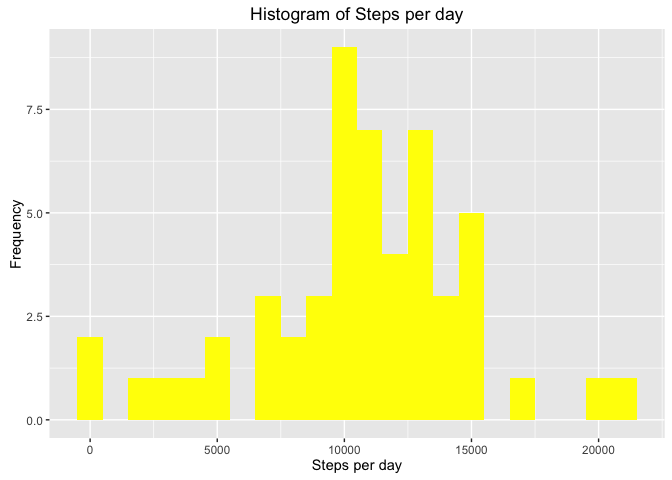 Histogram of Steps per day
Frequency
7.5
5.0
2.5
0.0
0 5000 10000 15000 20000
Steps per day